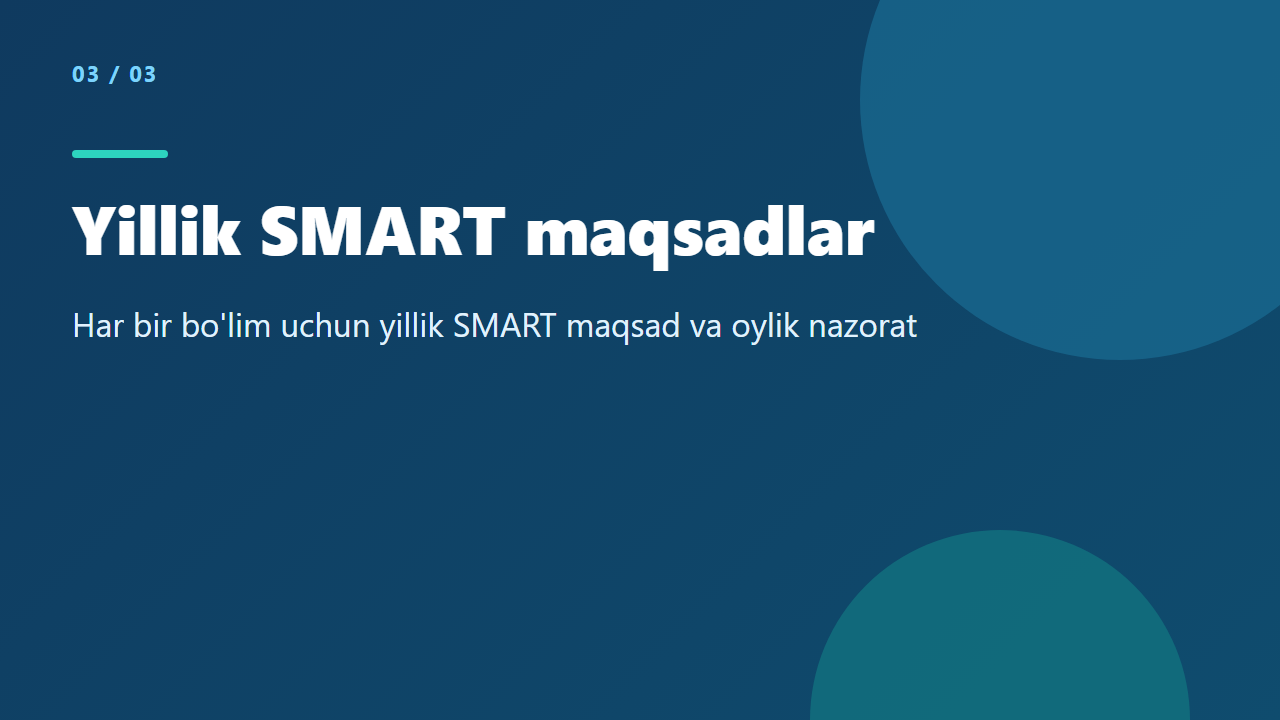 03 / 03
Yillik SMART maqsadlar
Har bir bo'lim uchun yillik SMART maqsad va oylik nazorat